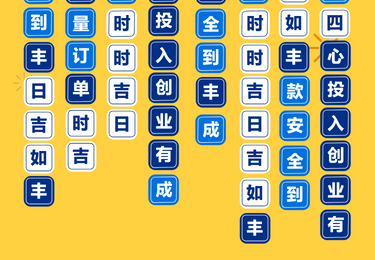 到丰日吉如丰
量订单时吉
时时吉日
投入创业有成
全到丰成
时时吉日吉如丰
如丰款安全到
四心投入创业有